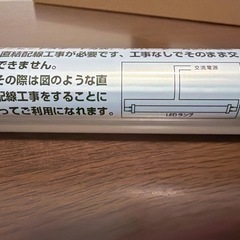 直結配線工事が必要です、工事なしでそのまま交
できません。
その際は図のような直
配線工事をすることに
ってご利用になれます。
交流電源
LEDランプ